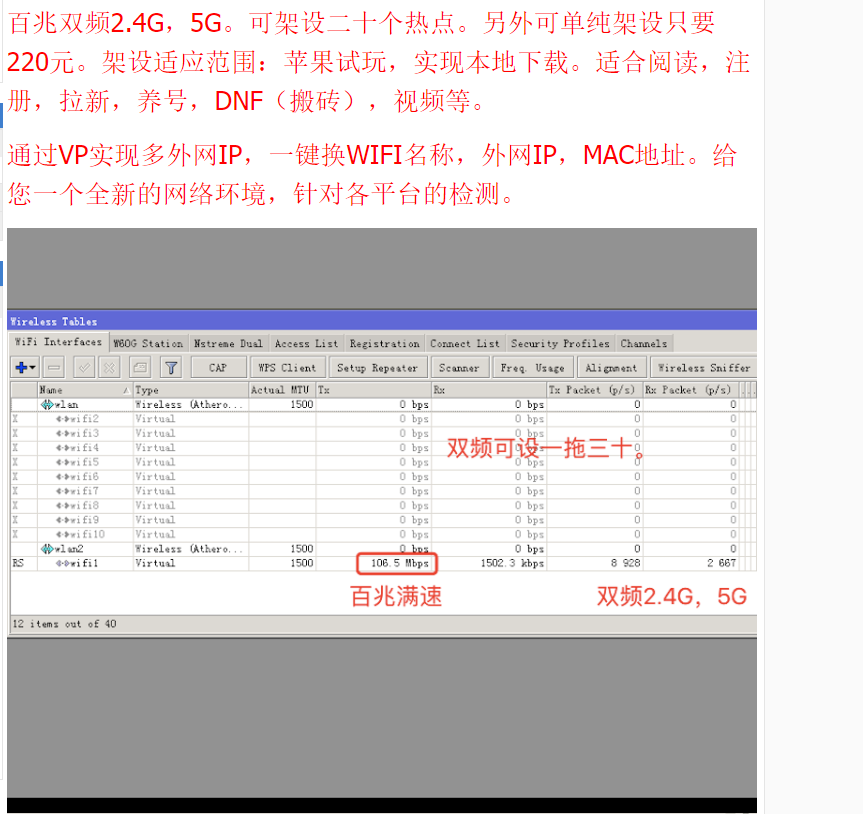 百兆双频2.4G，5G。可架设二十个热点。另外可单纯架设只要
220元。架设适应范围：苹果试玩，实现本地下载。适合阅读，注
册，拉新，养号，DNF（搬砖），视频等。
通过VP实现多外网IP，一键换WIFI名称，外网IP，MAC地址。给
您一个全新的网络环境，针对各平台的检测。
Wireless Tables
WiFi Interfaces W60G Station Nstreme Dual Access List Registration Connect List Security Profiles Channels
CAP WPS Client Setup Repeater Scanner Freq. Usage Alignment Wireless Sniffer
Name Type Actual MTU Tx Rx Tx Packet (p/s) Rx Packet (p/s)
wlan Wireless (Athero... 1500 0 bps 0 bps 0 0
X wifi2 Virtual 0 bps 0 bps 0 0
X wifi3 Virtual 0 bps 0 bps 0 0
X wifi4 Virtual 0 bps 0 bps 0 0
双频可设一拖三十。
X wifi5 Virtual 0 bps 0 bps 0 0
X wifi6 Virtual 0 bps 0 bps 0 0
X wifi7 Virtual 0 bps 0 bps 0 0
X wifi8 Virtual 0 bps 0 bps 0 0
X wifi9 Virtual 0 bps 0 bps 0 0
X wifi10 Virtual 0 bps 0 bps 0 0
wlan2 Wireless (Athero... 1500 0 bps 0 bps 0 0
RS wifi1 Virtual 1500 106.5 Mbps 1502.3 kbps 8 928 2 667
百兆满速 双频2.4G，5G
12 items out of 40